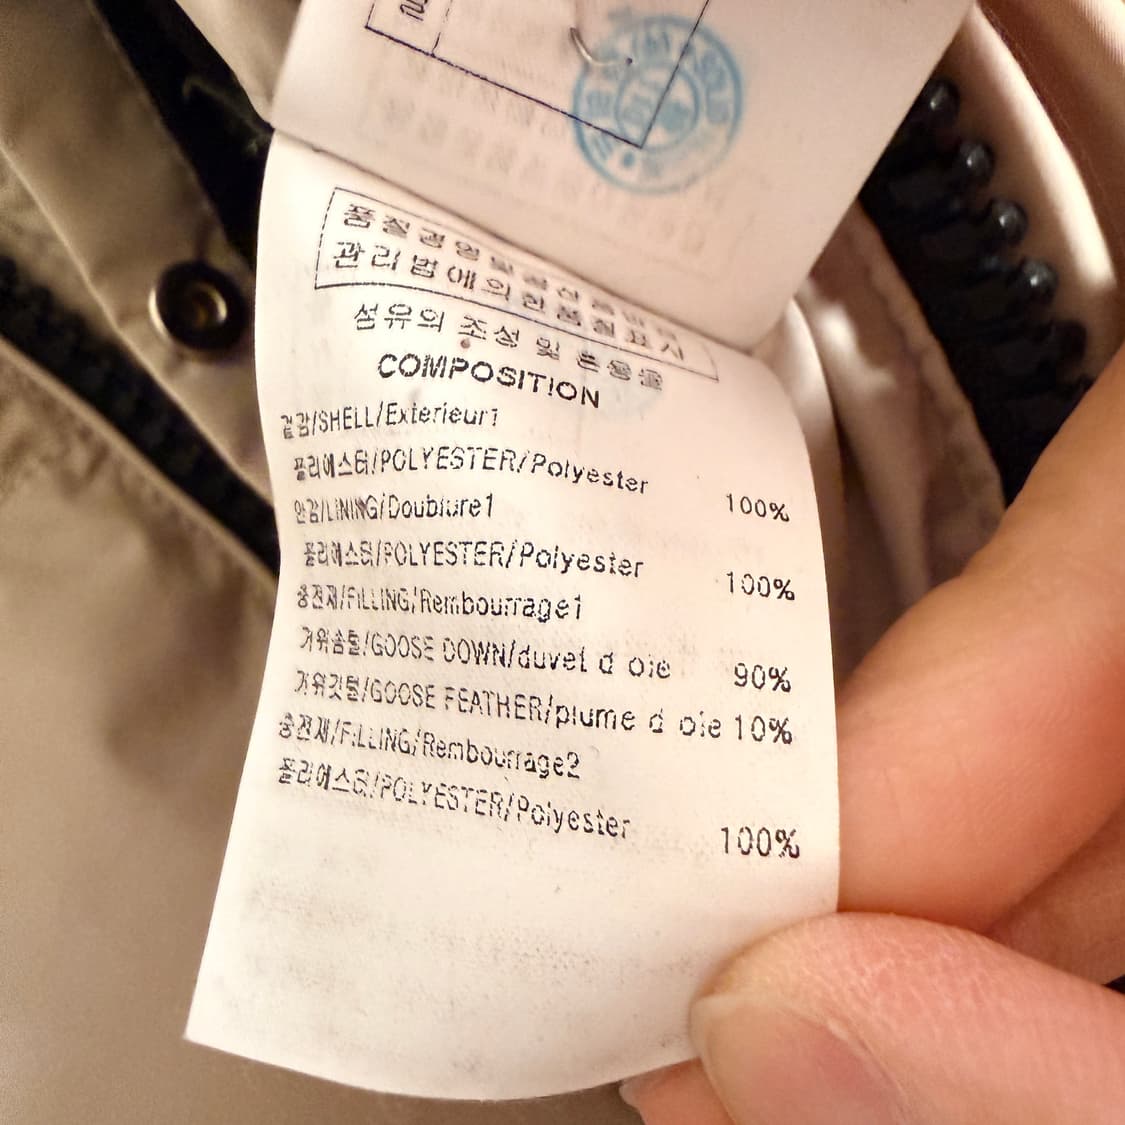 품질경영및공산품안전
관리법에의한품질표시
섬유의 조성 및 혼용율
COMPOSITION
겉감/SHELL/Exterieur1
폴리에스터/POLYESTER/Polyester 100%
안감/LINING/Doublure1
폴리에스터/POLYESTER/Polyester 100%
충전재/FILLING/Rembourrage1
거위솜털/GOOSE DOWN/duvet d oie 90%
거위깃털/GOOSE FEATHER/plume d oie 10%
충전재/FILLING/Rembourrage2
폴리에스터/POLYESTER/Polyester 100%